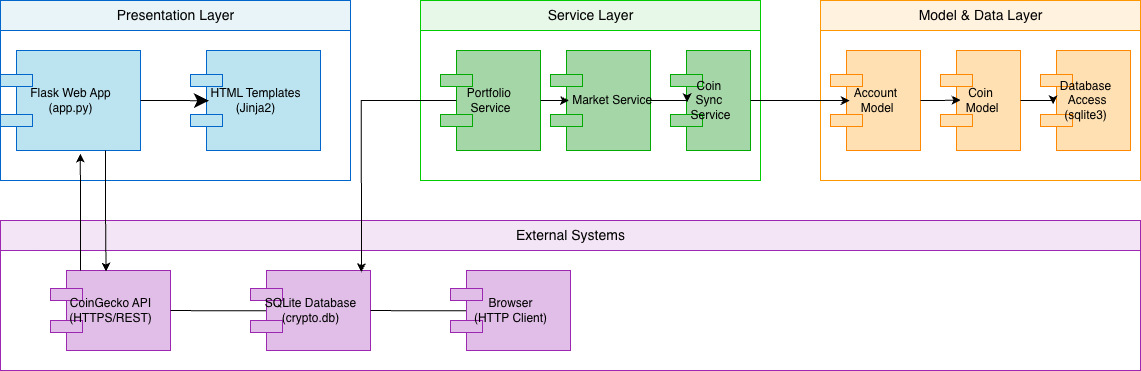 Presentation Layer
Flask Web App
(app.py)
HTML Templates
(Jinja2)
Service Layer
Portfolio
Service
Market Service
Coin
Sync
Service
Model & Data Layer
Account
Model
Coin
Model
Database
Access
(sqlite3)
External Systems
CoinGecko API
(HTTPS/REST)
SQLite Database
(crypto.db)
Browser
(HTTP Client)